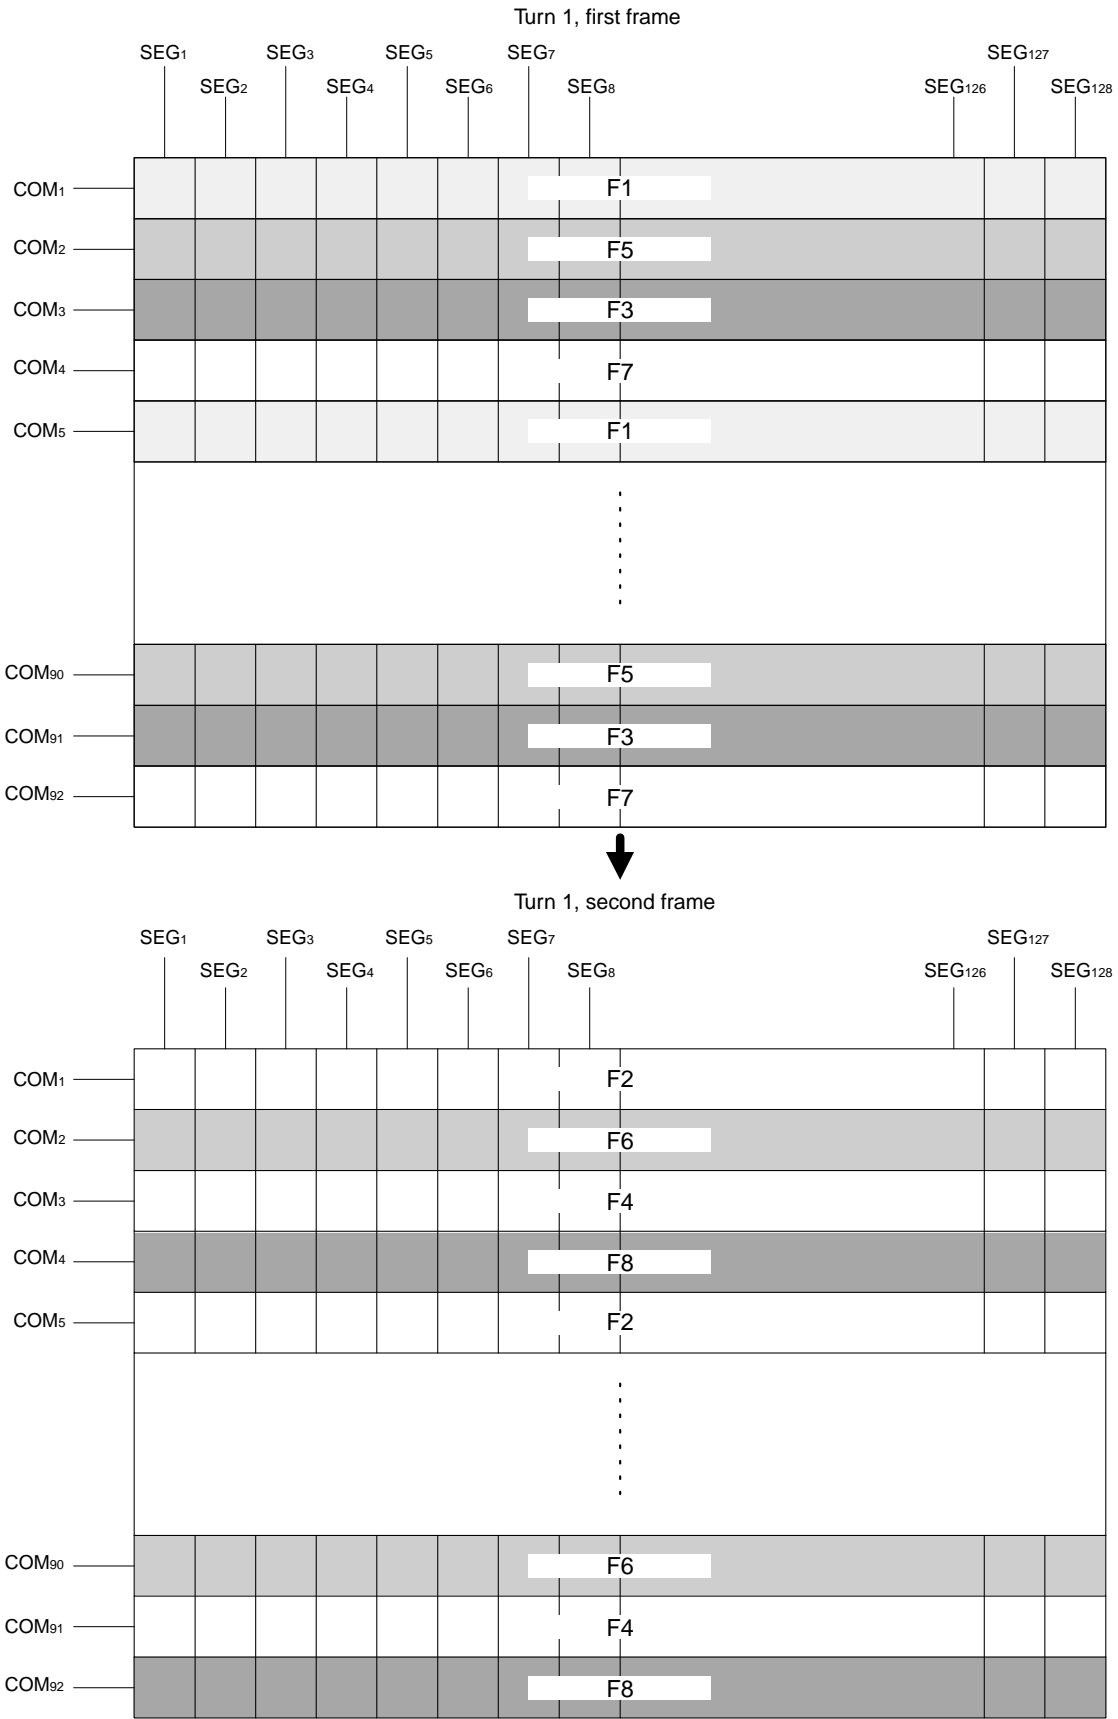 Turn 1, first frame
SEG1 SEG3 SEG5 SEG7 SEG127
SEG2 SEG4 SEG6 SEG8 SEG126 SEG128
COM1 F1
COM2 F5
COM3 F3
COM4 F7
COM5 F1
COM90 F5
COM91 F3
COM92 F7
Turn 1, second frame
SEG1 SEG3 SEG5 SEG7 SEG127
SEG2 SEG4 SEG6 SEG8 SEG126 SEG128
COM1 F2
COM2 F6
COM3 F4
COM4 F8
COM5 F2
COM90 F6
COM91 F4
COM92 F8